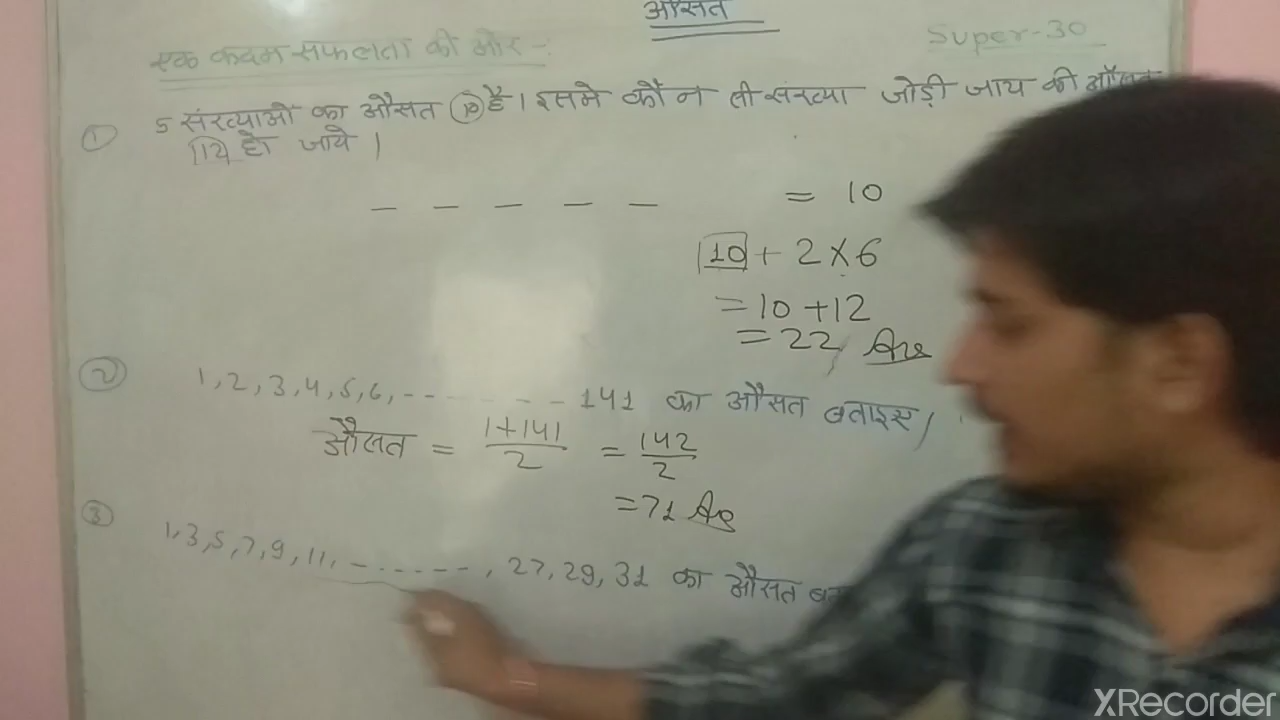 औसत
एक कदम सफलता की ओर -:
Super-30
① 5 संख्याओ का औसत 10 है। इसमे कौन सी संख्या जोड़ी जाय की औसत
12 हो जाये।
_ _ _ _ _ = 10
10 + 2 × 6
= 10 + 12
= 22 Ans
② 1, 2, 3, 4, 5, 6, - - - - - - - 141 का औसत बताइए।
औसत = 1+141/2 = 142/2
= 71 Ans
③ 1, 3, 5, 7, 9, 11, - - - - - - -, 27, 29, 31 का औसत
XRecorder